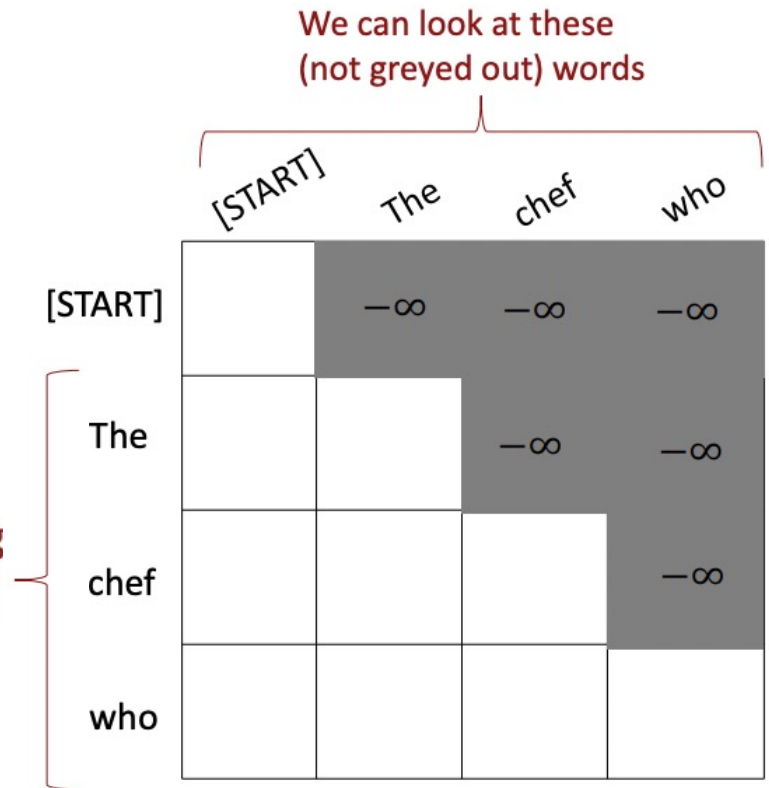 We can look at these
(not greyed out) words
[START] The chef who
[START] −∞ −∞ −∞
The −∞ −∞
chef −∞
who